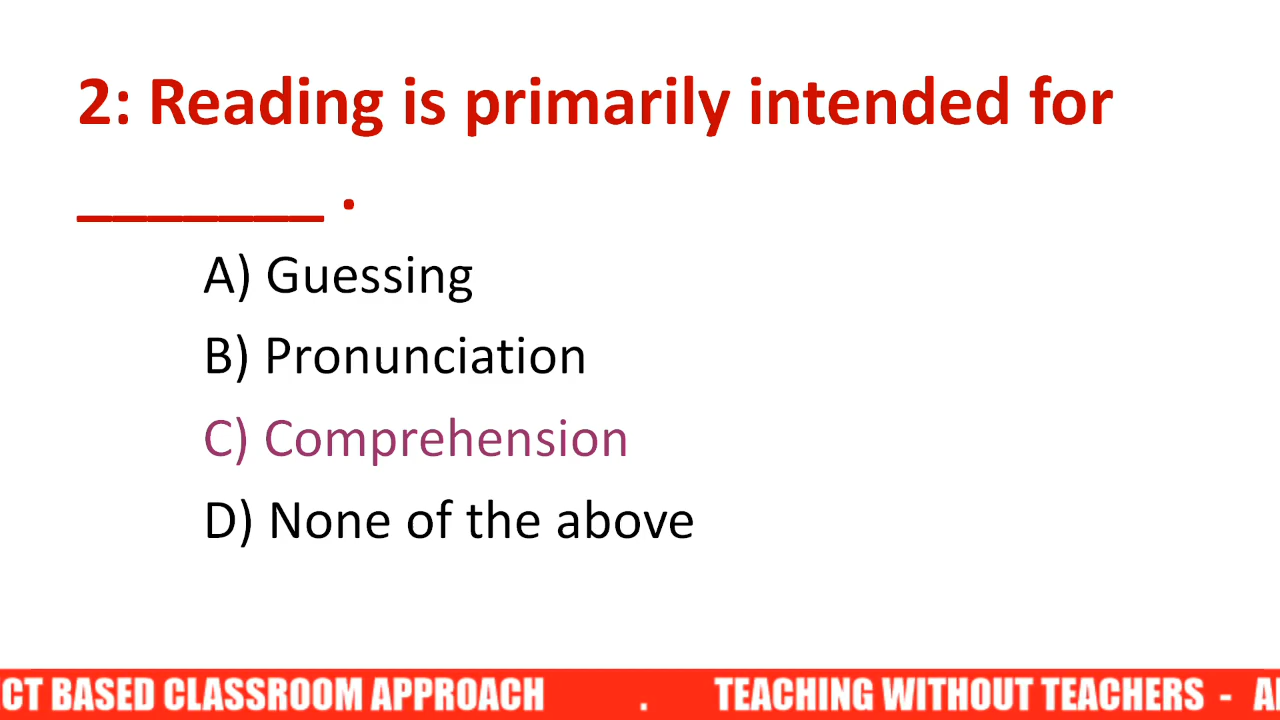 2: Reading is primarily intended for
_______ .
A) Guessing
B) Pronunciation
C) Comprehension
D) None of the above
CT BASED CLASSROOM APPROACH . TEACHING WITHOUT TEACHERS -